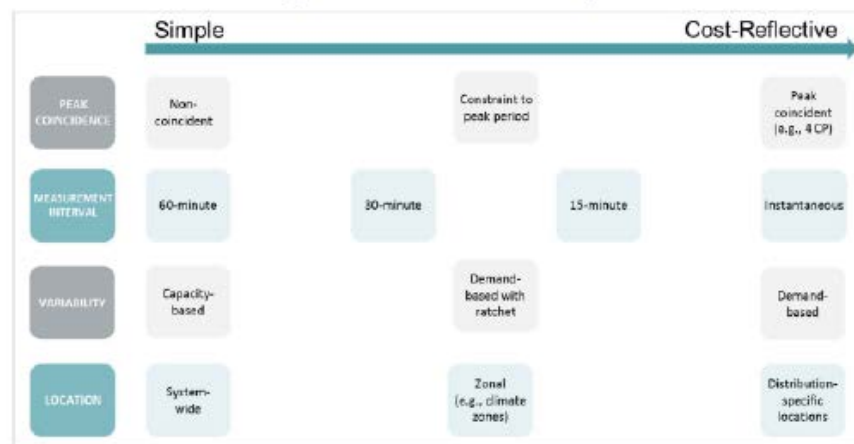 Simple
Cost-Reflective
PEAK
COINCIDENCE
Non-
coincident
Constraint to
peak period
Peak
coincident
(e.g., 4 CP)
MEASUREMENT
INTERVAL
60-minute
30-minute
15-minute
Instantaneous
VARIABILITY
Capacity-
based
Demand-
based with
ratchet
Demand-
based
LOCATION
System-
wide
Zonal
(e.g., climate
zones)
Distribution-
specific
locations